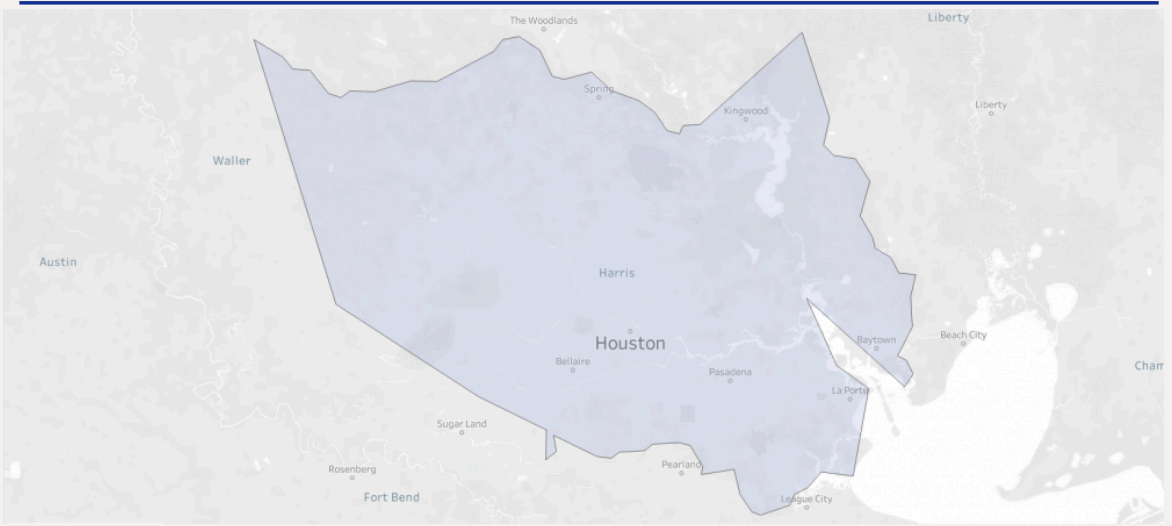 The Woodlands
Liberty
Spring
Kingwood
Liberty
Waller
Austin
Harris
Houston
Baytown
Beach City
Bellaire
Pasadena
Cham
La Porte
Sugar Land
Pearland
Rosenberg
Fort Bend
League City